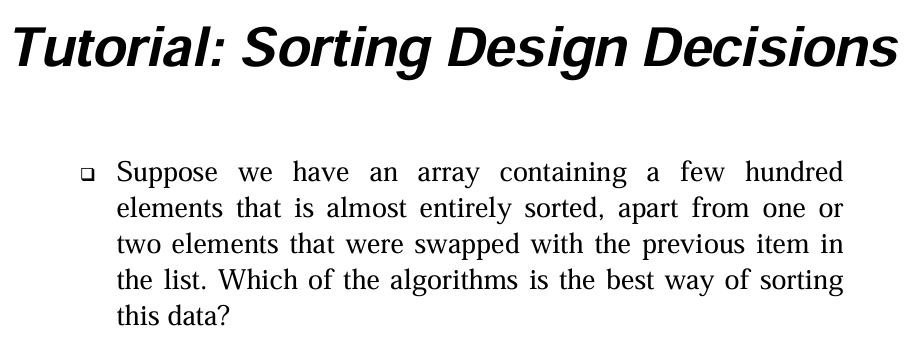 Tutorial: Sorting Design Decisions
❑ Suppose we have an array containing a few hundred
elements that is almost entirely sorted, apart from one or
two elements that were swapped with the previous item in
the list. Which of the algorithms is the best way of sorting
this data?